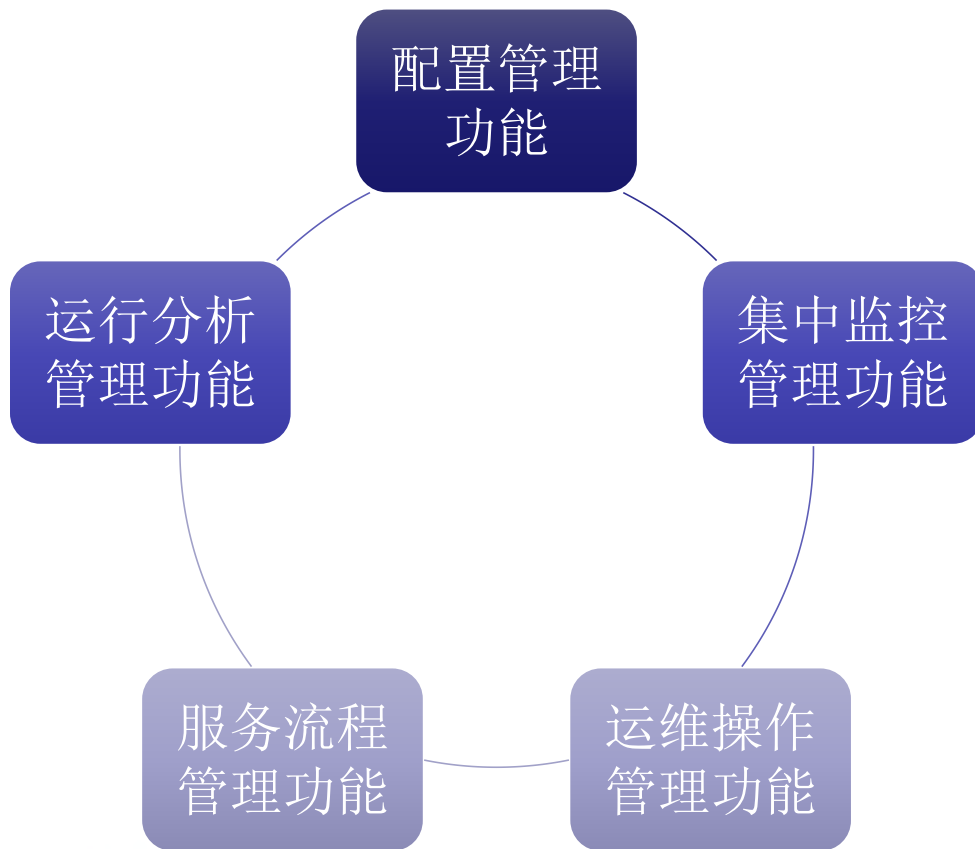 配置管理
功能
集中监控
管理功能
运维操作
管理功能
服务流程
管理功能
运行分析
管理功能